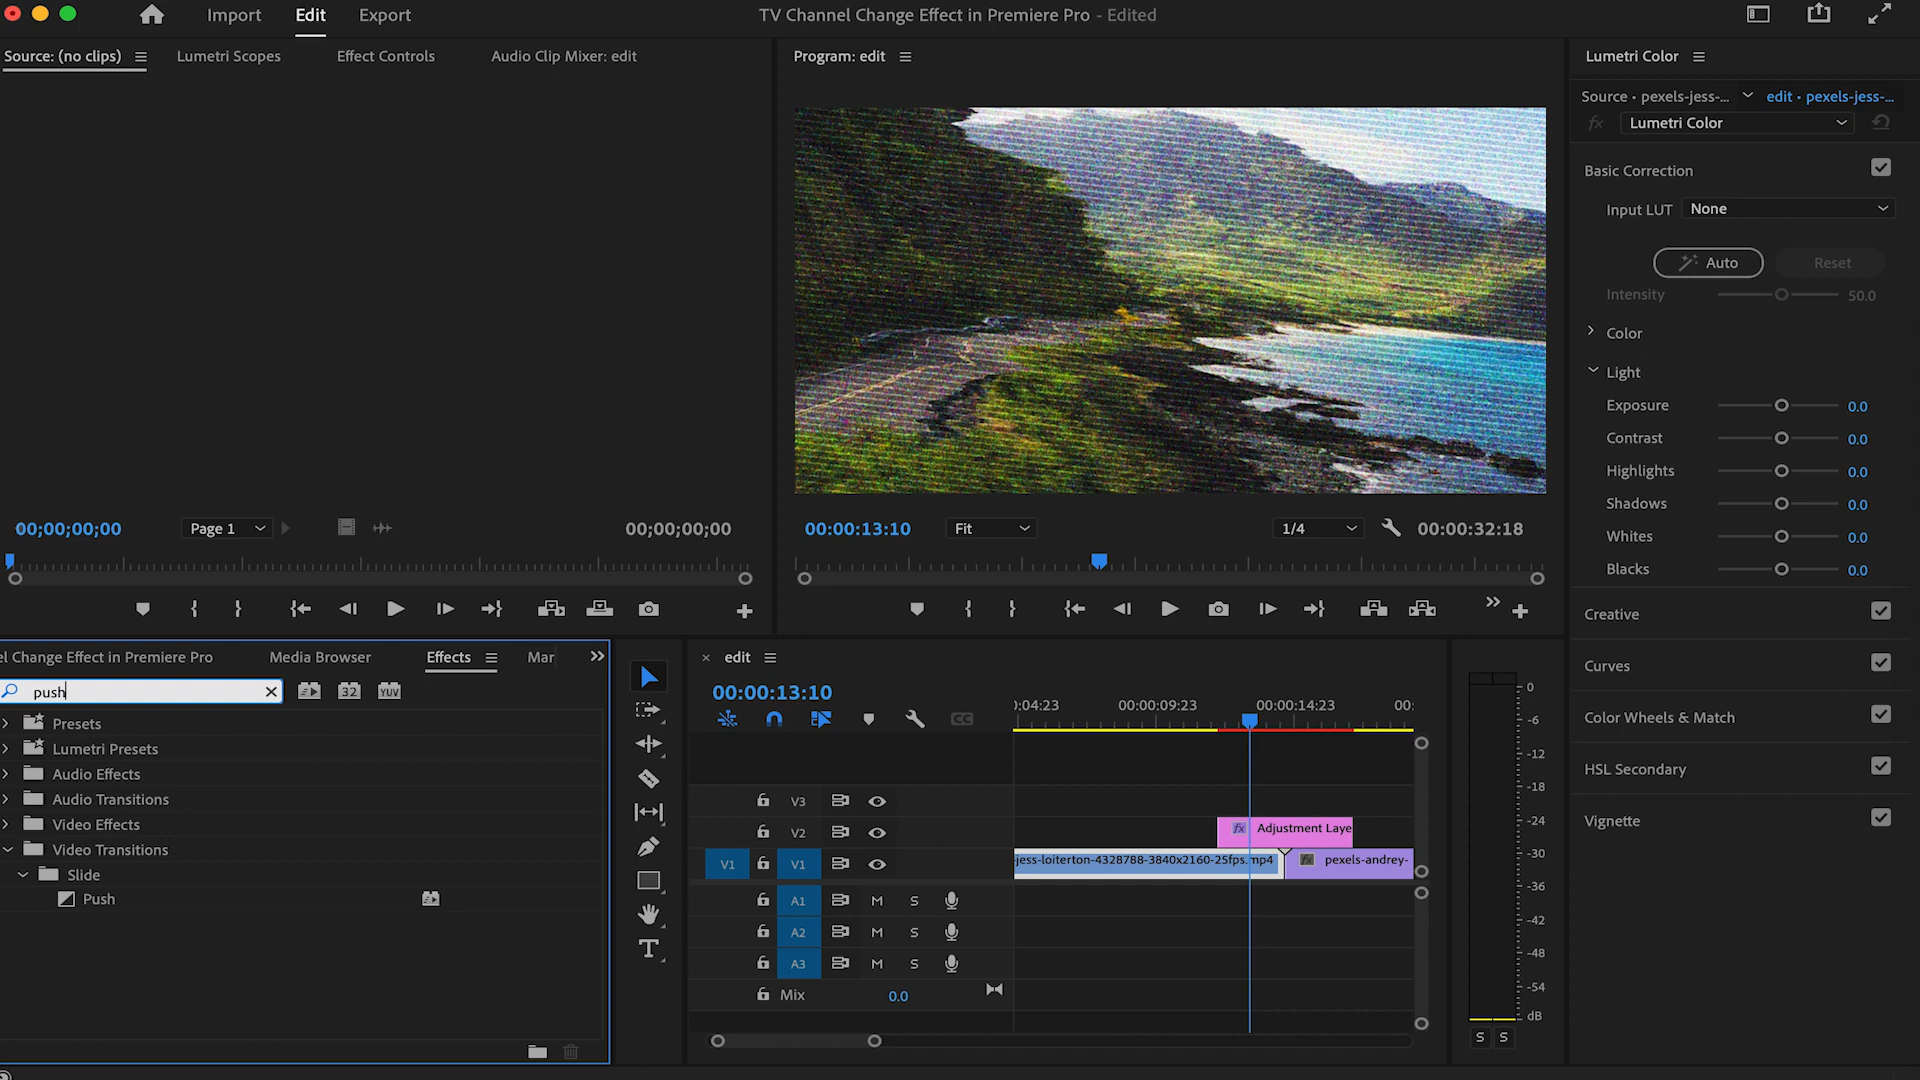 Import Edit Export
TV Channel Change Effect in Premiere Pro - Edited
Source: (no clips) Lumetri Scopes Effect Controls Audio Clip Mixer: edit
Program: edit
Lumetri Color
Source • pexels-jess-... edit • pexels-jess-...
fx Lumetri Color
Basic Correction
Input LUT None
Auto Reset
Intensity 50.0
Color
Light
Exposure 0.0
Contrast 0.0
Highlights 0.0
Shadows 0.0
Whites 0.0
Blacks 0.0
Creative
Curves
Color Wheels & Match
HSL Secondary
Vignette
00;00;00;00 Page 1 00;00;00;00
00:00:13:10 Fit 1/4 00:00:32:18
el Change Effect in Premiere Pro Media Browser Effects Mar
push 32 YUV
Presets
Lumetri Presets
Audio Effects
Audio Transitions
Video Effects
Video Transitions
Slide
Push
edit
00:00:13:10
):04:23 00:00:09:23 00:00:14:23 00:
CC
V3
V2 fx Adjustment Laye
V1 V1 jess-loiterton-4328788-3840x2160-25fps.mp4 fx pexels-andrey-
A1 M S
A2 M S
A3 M S
Mix 0.0
0
-6
-12
-18
-24
-30
-36
-42
-48
-54
dB
S S